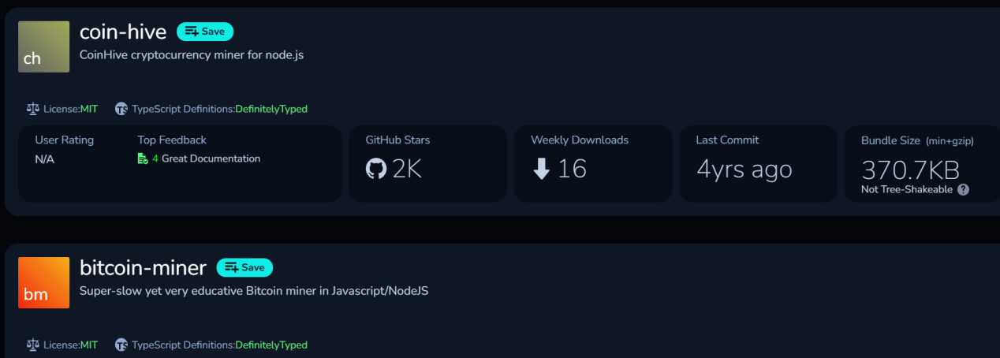 ch
coin-hive
Save
CoinHive cryptocurrency miner for node.js
License:MIT TS TypeScript Definitions:DefinitelyTyped
User Rating
N/A
Top Feedback
4 Great Documentation
GitHub Stars
2K
Weekly Downloads
16
Last Commit
4yrs ago
Bundle Size (min+gzip)
370.7KB
Not Tree-Shakeable ?
bm
bitcoin-miner
Save
Super-slow yet very educative Bitcoin miner in Javascript/NodeJS
License:MIT TS TypeScript Definitions:DefinitelyTyped